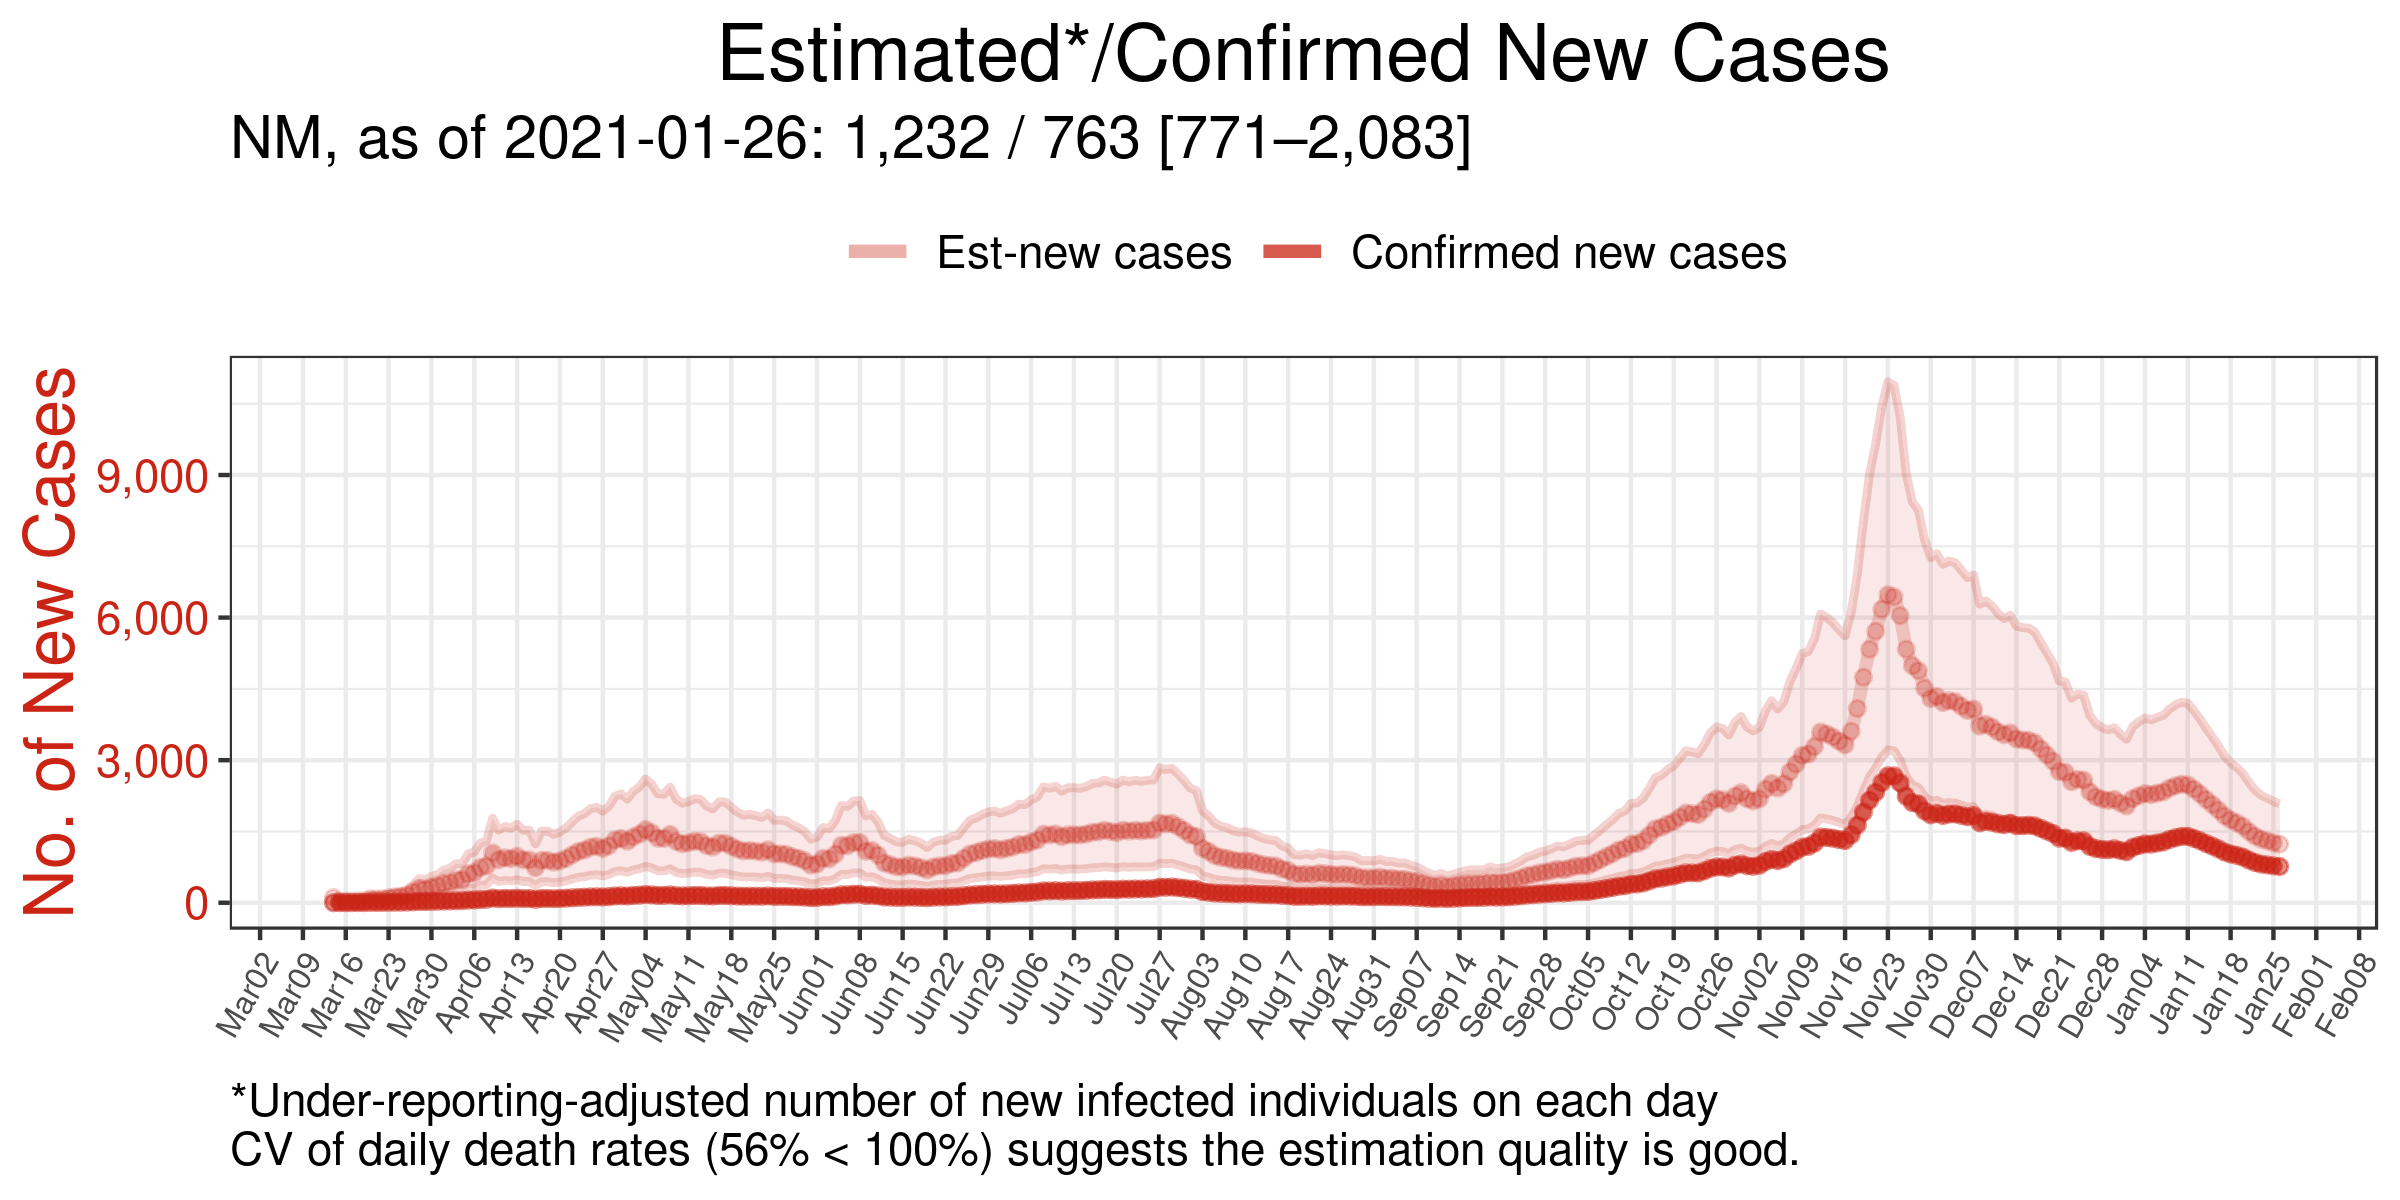 Estimated*/Confirmed New Cases
NM, as of 2021-01-26: 1,232 / 763 [771–2,083]
Est-new cases
Confirmed new cases
No. of New Cases
9,000
6,000
3,000
0
Mar02
Mar09
Mar16
Mar23
Mar30
Apr06
Apr13
Apr20
Apr27
May04
May11
May18
May25
Jun01
Jun08
Jun15
Jun22
Jun29
Jul06
Jul13
Jul20
Jul27
Aug03
Aug10
Aug17
Aug24
Aug31
Sep07
Sep14
Sep21
Sep28
Oct05
Oct12
Oct19
Oct26
Nov02
Nov09
Nov16
Nov23
Nov30
Dec07
Dec14
Dec21
Dec28
Jan04
Jan11
Jan18
Jan25
Feb01
Feb08
*Under-reporting-adjusted number of new infected individuals on each day
CV of daily death rates (56% < 100%) suggests the estimation quality is good.